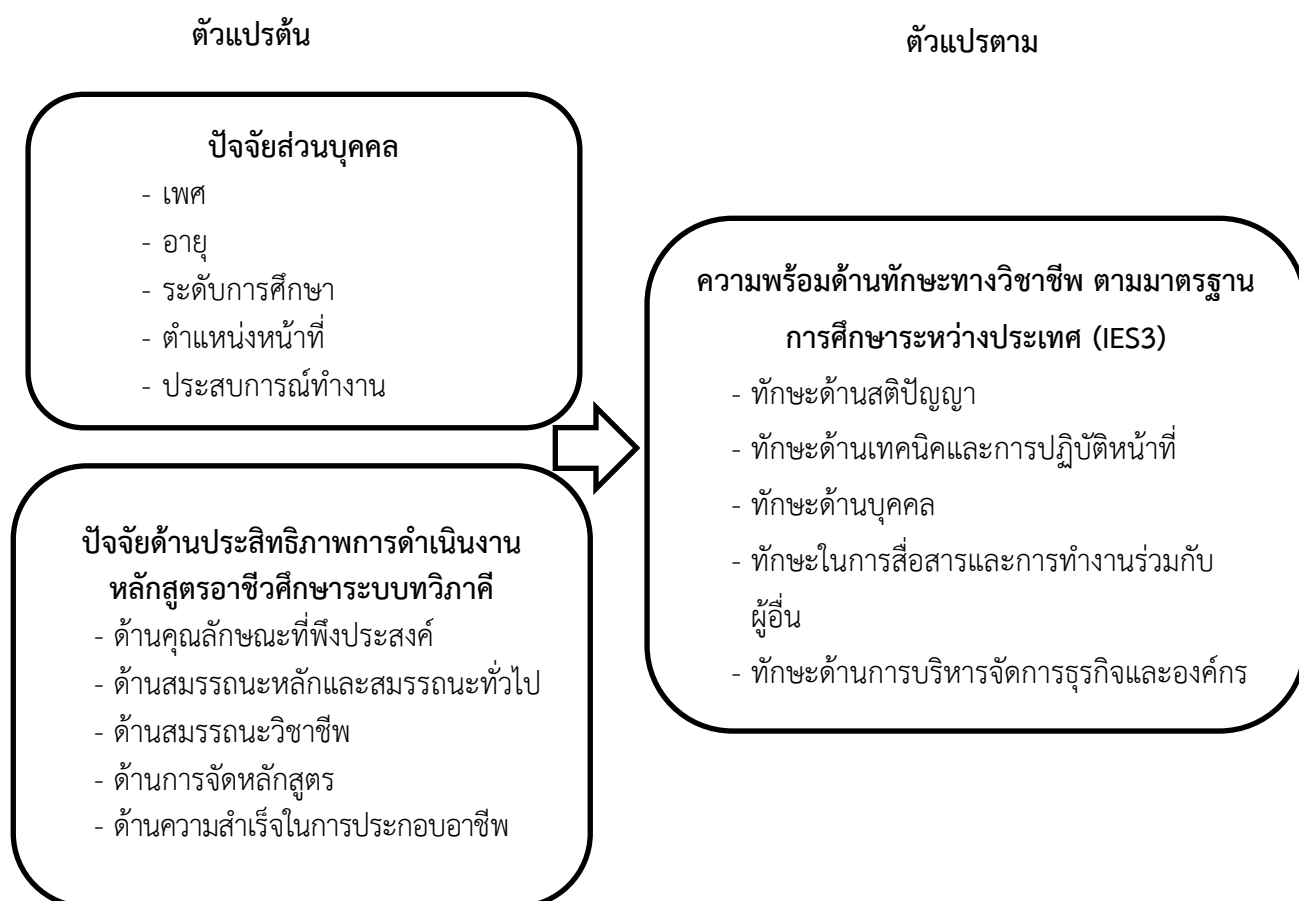 ตัวแปรต้น
ตัวแปรตาม
ปัจจัยส่วนบุคคล
- เพศ
- อายุ
- ระดับการศึกษา
- ตำแหน่งหน้าที่
- ประสบการณ์ทำงาน
ปัจจัยด้านประสิทธิภาพการดำเนินงาน
หลักสูตรอาชีวศึกษาระบบทวิภาคี
- ด้านคุณลักษณะที่พึงประสงค์
- ด้านสมรรถนะหลักและสมรรถนะทั่วไป
- ด้านสมรรถนะวิชาชีพ
- ด้านการจัดหลักสูตร
- ด้านความสำเร็จในการประกอบอาชีพ
ความพร้อมด้านทักษะทางวิชาชีพ ตามมาตรฐาน
การศึกษาระหว่างประเทศ (IES3)
- ทักษะด้านสติปัญญา
- ทักษะด้านเทคนิคและการปฏิบัติหน้าที่
- ทักษะด้านบุคคล
- ทักษะในการสื่อสารและการทำงานร่วมกับ
ผู้อื่น
- ทักษะด้านการบริหารจัดการธุรกิจและองค์กร